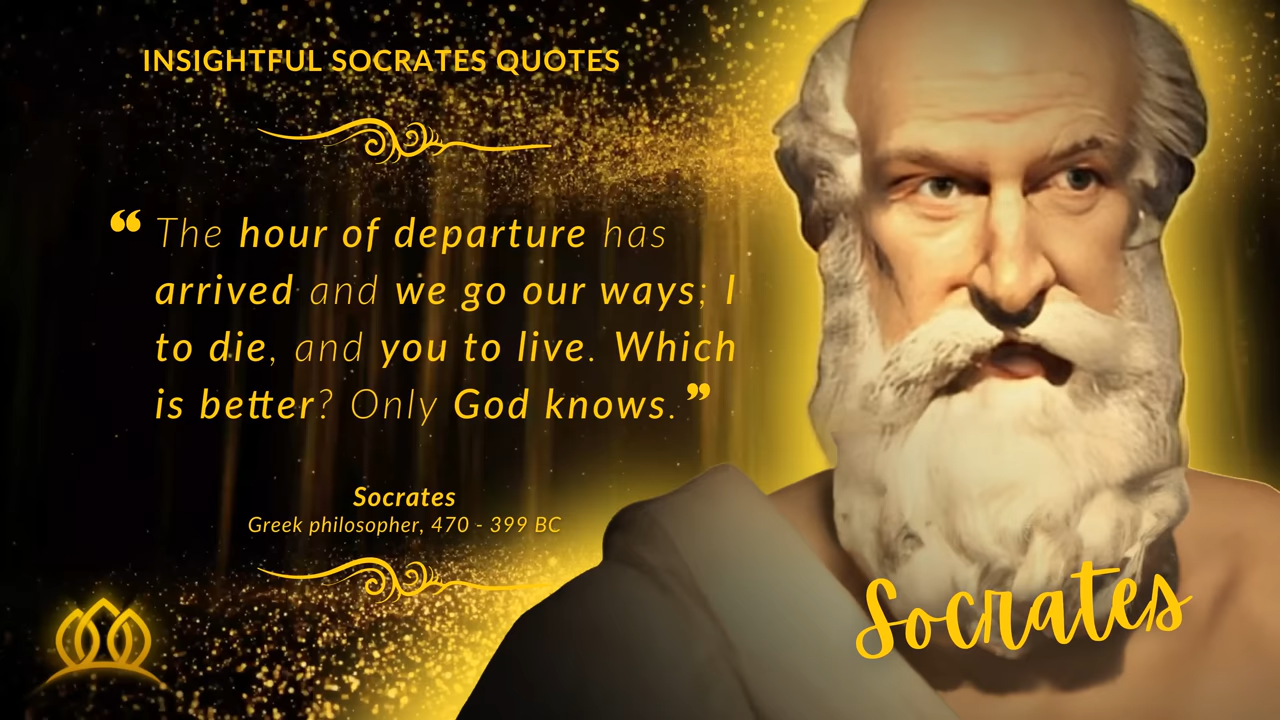 INSIGHTFUL SOCRATES QUOTES
“The hour of departure has
arrived and we go our ways; I
to die, and you to live. Which
is better? Only God knows.”
Socrates
Greek philosopher, 470 - 399 BC
Socrates